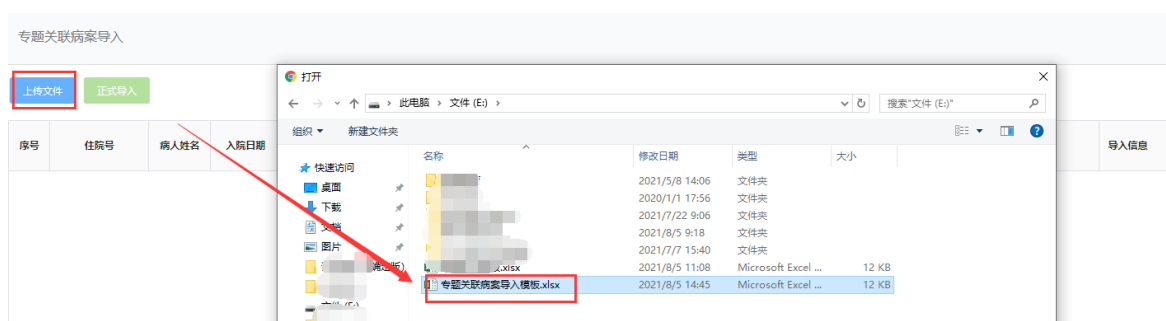 专题关联病案导入
上传文件 正式导入
序号 住院号 病人姓名 入院日期 导入信息
打开
此电脑 › 文件 (E:) ›
搜索"文件 (E:)"
组织 新建文件夹
名称 修改日期 类型 大小
快速访问
桌面
下载
文档
图片
2021/5/8 14:06 文件夹
2020/1/1 17:56 文件夹
2021/7/22 9:06 文件夹
2021/8/5 9:18 文件夹
2021/7/7 15:40 文件夹
.xlsx 2021/8/5 11:08 Microsoft Excel ... 12 KB
专题关联病案导入模板.xlsx 2021/8/5 14:45 Microsoft Excel ... 12 KB
文件 (E:)